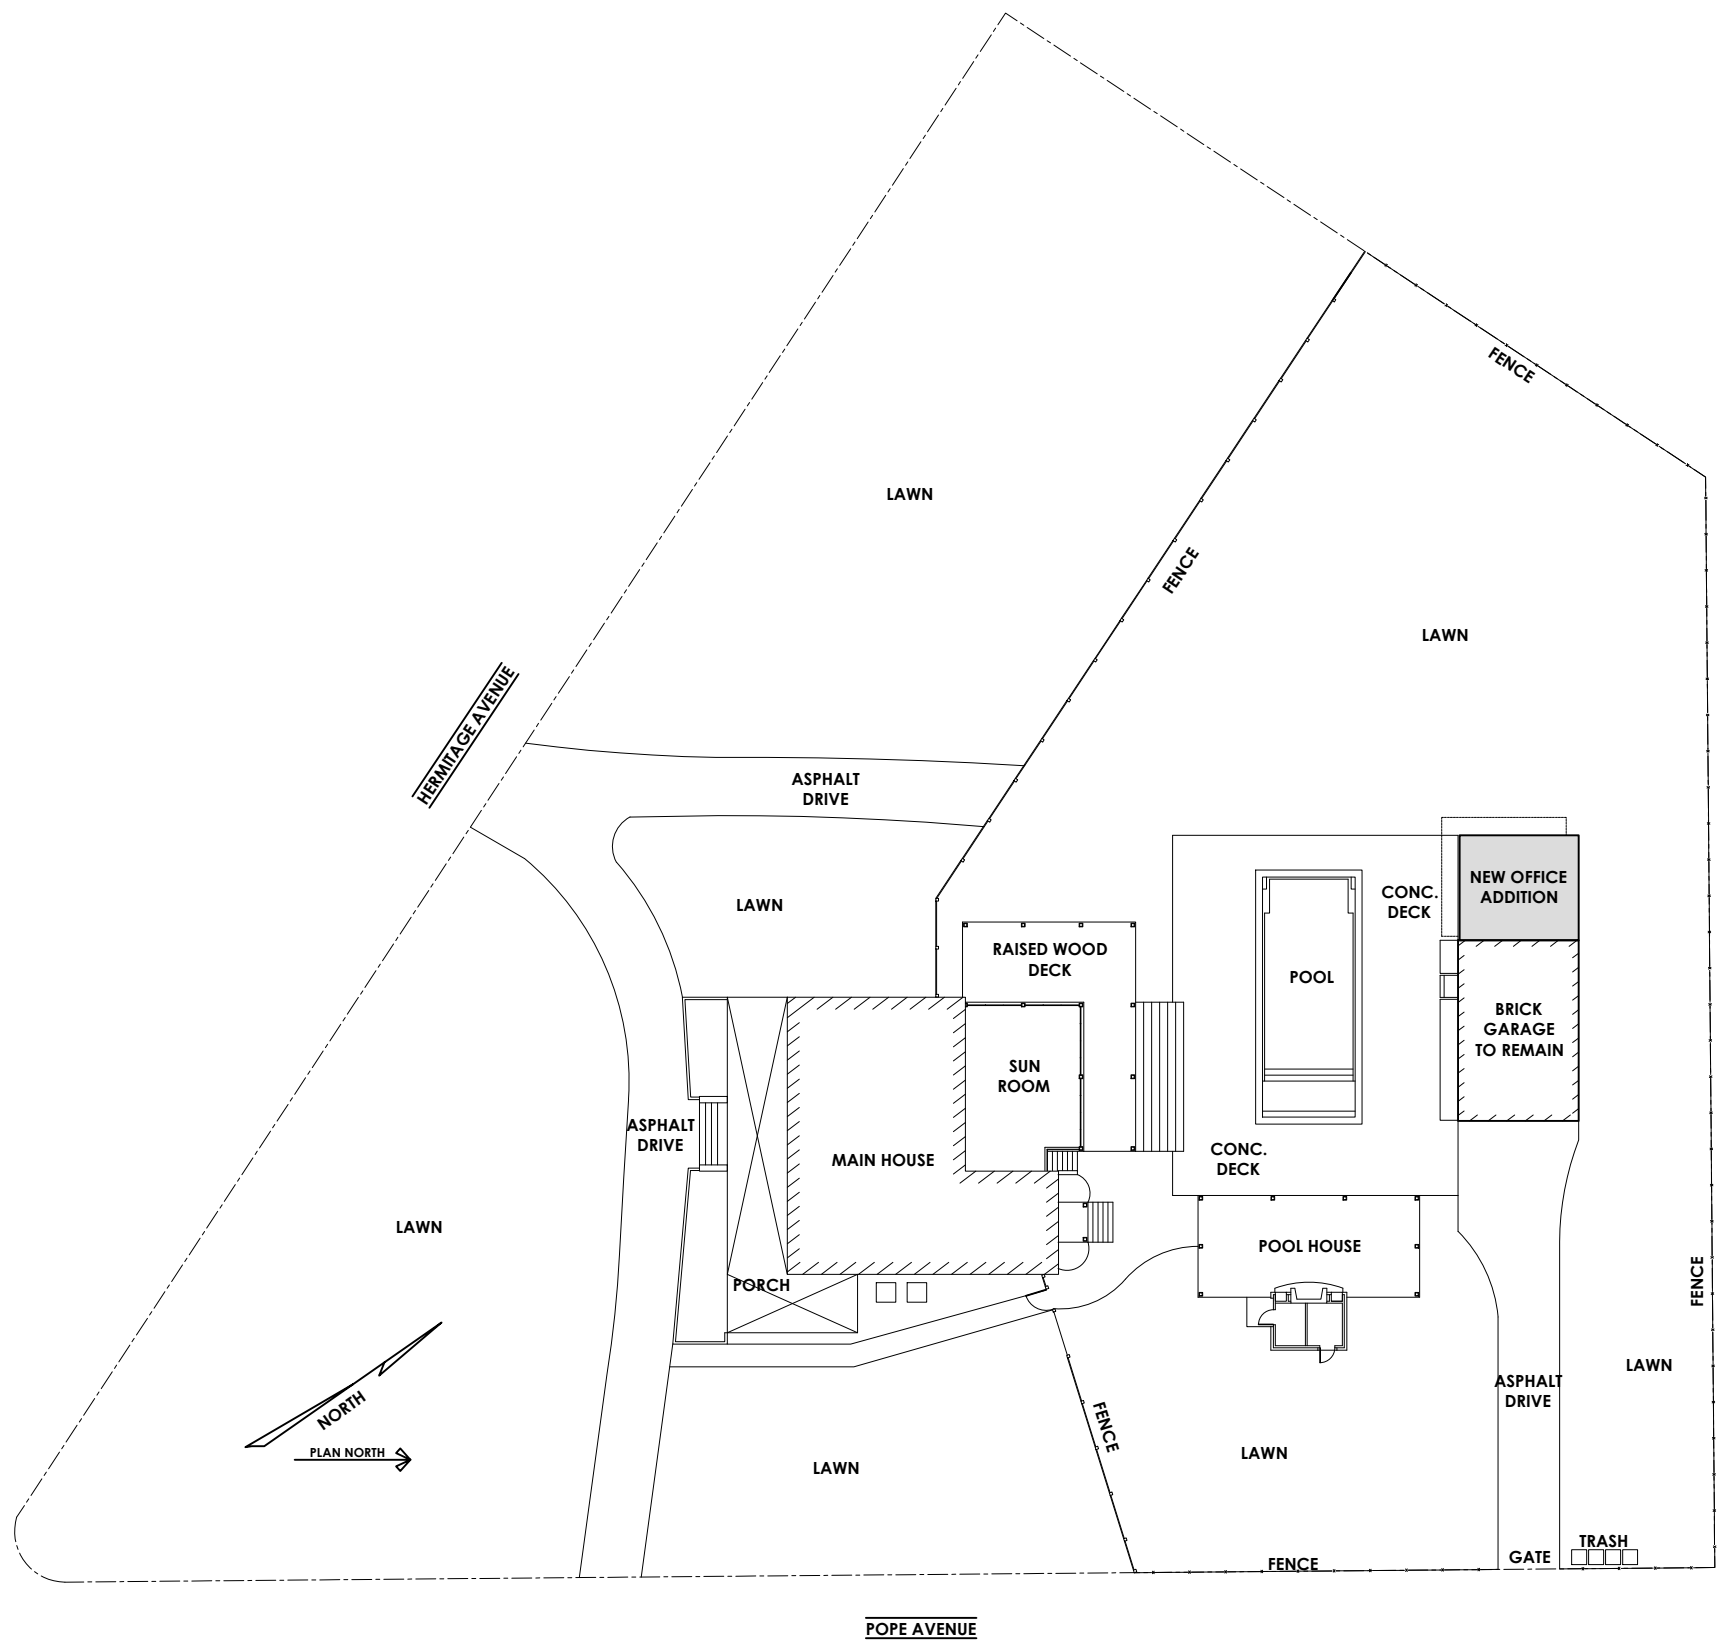 FENCE
LAWN
FENCE
LAWN
HERMITAGE AVENUE
ASPHALT
DRIVE
NEW OFFICE
ADDITION
CONC.
DECK
LAWN
RAISED WOOD
DECK
POOL
BRICK
GARAGE
TO REMAIN
SUN
ROOM
ASPHALT
DRIVE
MAIN HOUSE
CONC.
DECK
LAWN
POOL HOUSE
PORCH
FENCE
LAWN
ASPHALT
DRIVE
NORTH
PLAN NORTH
FENCE
LAWN
LAWN
TRASH
GATE
FENCE
POPE AVENUE